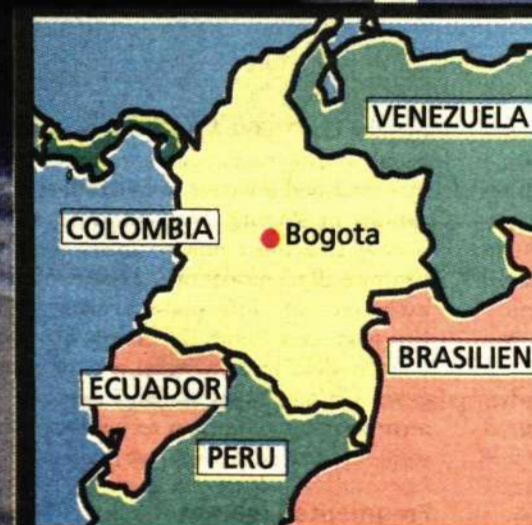 VENEZUELA
COLOMBIA
Bogota
BRASILIEN
ECUADOR
PERU